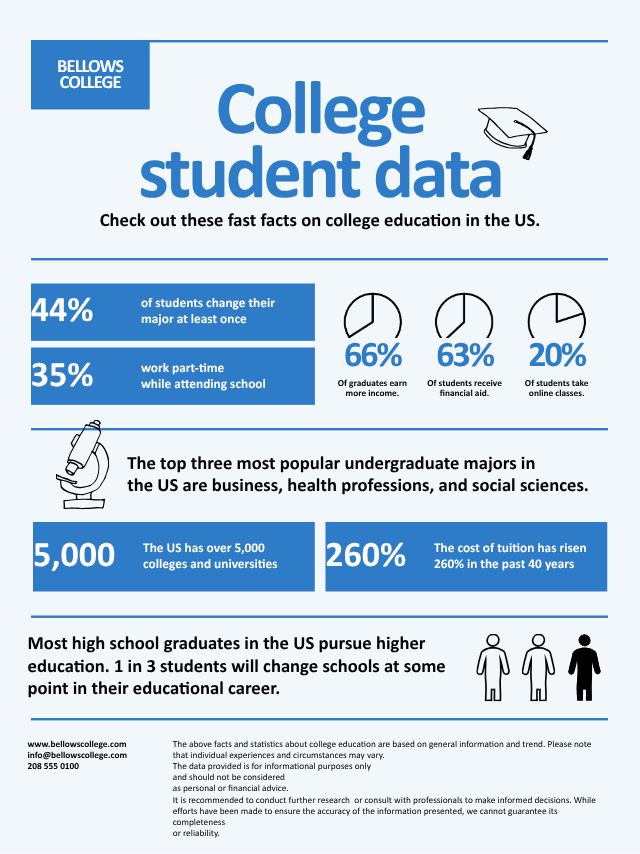 BELLOWS
COLLEGE
College
student data
Check out these fast facts on college education in the US.
44%
of students change their
major at least once
35%
work part-time
while attending school
66%
Of graduates earn
more income.
63%
Of students receive
financial aid.
20%
Of students take
online classes.
The top three most popular undergraduate majors in
the US are business, health professions, and social sciences.
5,000
The US has over 5,000
colleges and universities
260%
The cost of tuition has risen
260% in the past 40 years
Most high school graduates in the US pursue higher
education. 1 in 3 students will change schools at some
point in their educational career.
www.bellowscollege.com
info@bellowscollege.com
208 555 0100
The above facts and statistics about college education are based on general information and trend. Please note
that individual experiences and circumstances may vary.
The data provided is for informational purposes only
and should not be considered
as personal or financial advice.
It is recommended to conduct further research  or consult with professionals to make informed decisions. While
efforts have been made to ensure the accuracy of the information presented, we cannot guarantee its
completeness
or reliability.